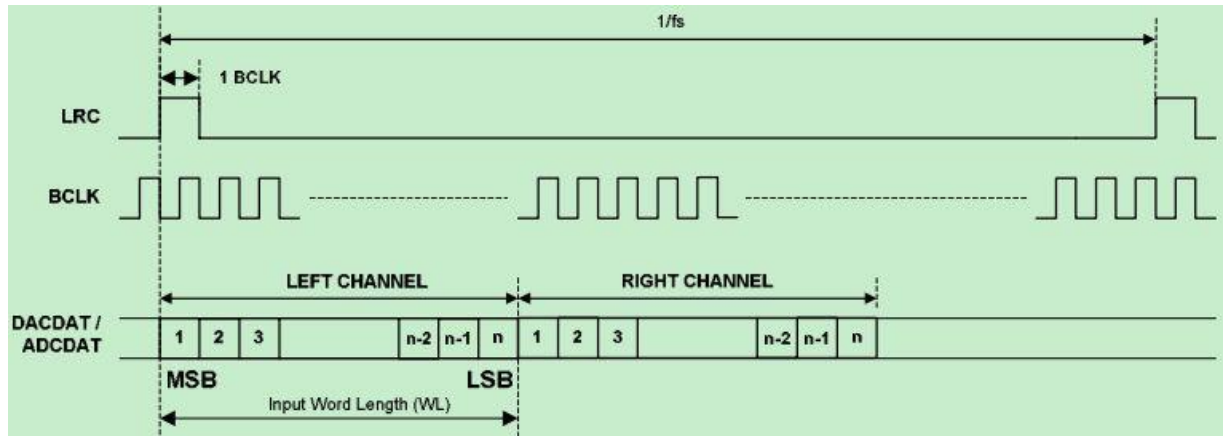 1/fs
1 BCLK
LRC
BCLK
LEFT CHANNEL
RIGHT CHANNEL
DACDAT /
ADCDAT
1 2 3 n-2 n-1 n 1 2 3 n-2 n-1 n
MSB
LSB
Input Word Length (WL)